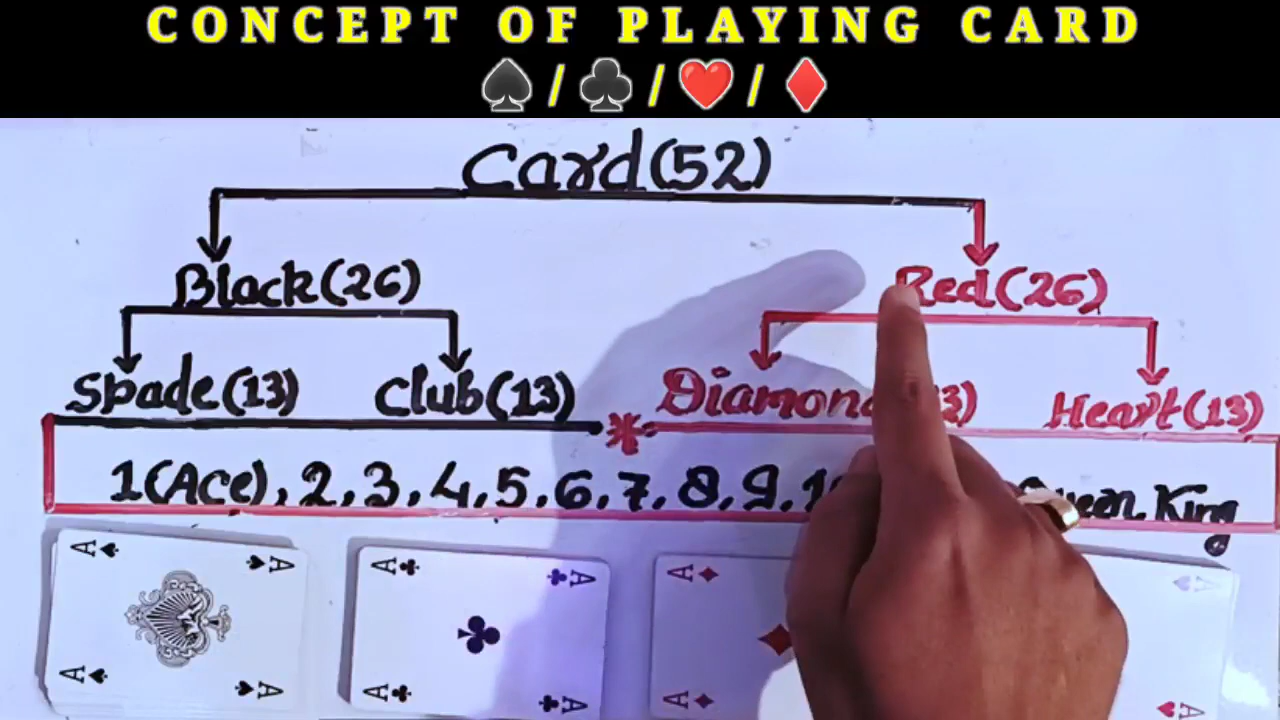 CONCEPT OF PLAYING CARD
♠/♣/❤/♦
Card(52)
Black(26) Red(26)
Spade(13) Club(13) Heart(13)
*
1(Ace), 2, 3, 4, 5, 6, 7, 8, 9, King
A♠ A♠ A♣ A♣ A♦
A♠ A♠ A♣ A♣ A♦ A